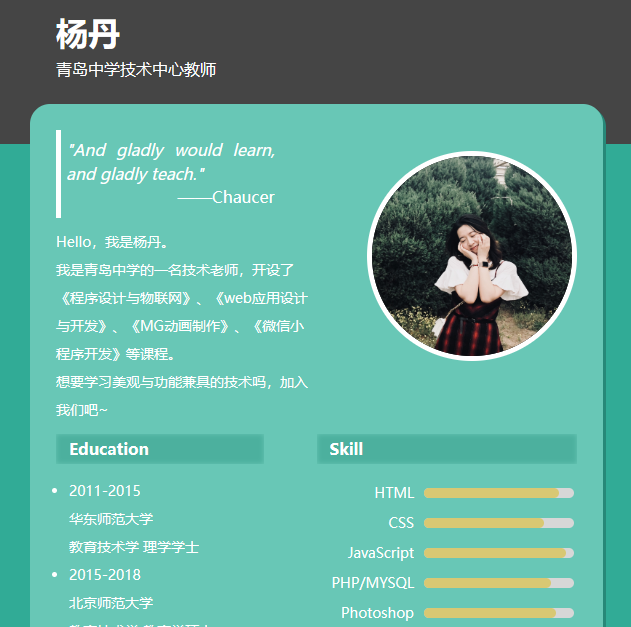 杨丹
青岛中学技术中心教师
"And gladly would learn,
and gladly teach."
——Chaucer
Hello，我是杨丹。
我是青岛中学的一名技术老师，开设了
《程序设计与物联网》、《web应用设计
与开发》、《MG动画制作》、《微信小
程序开发》等课程。
想要学习美观与功能兼具的技术吗，加入
我们吧~
Education
2011-2015
华东师范大学
教育技术学 理学学士
2015-2018
北京师范大学
Skill
HTML
CSS
JavaScript
PHP/MYSQL
Photoshop